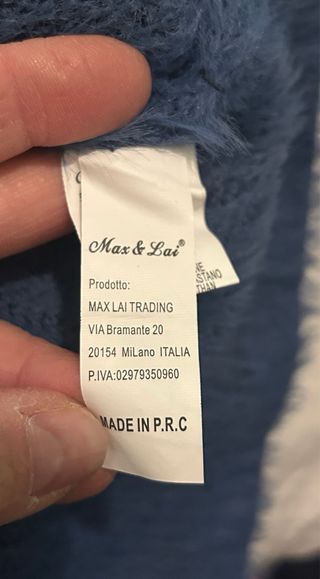 Max & Lai®
Prodotto:
MAX LAI TRADING
VIA Bramante 20
20154 MiLano ITALIA
P.IVA:02979350960
MADE IN P.R.C